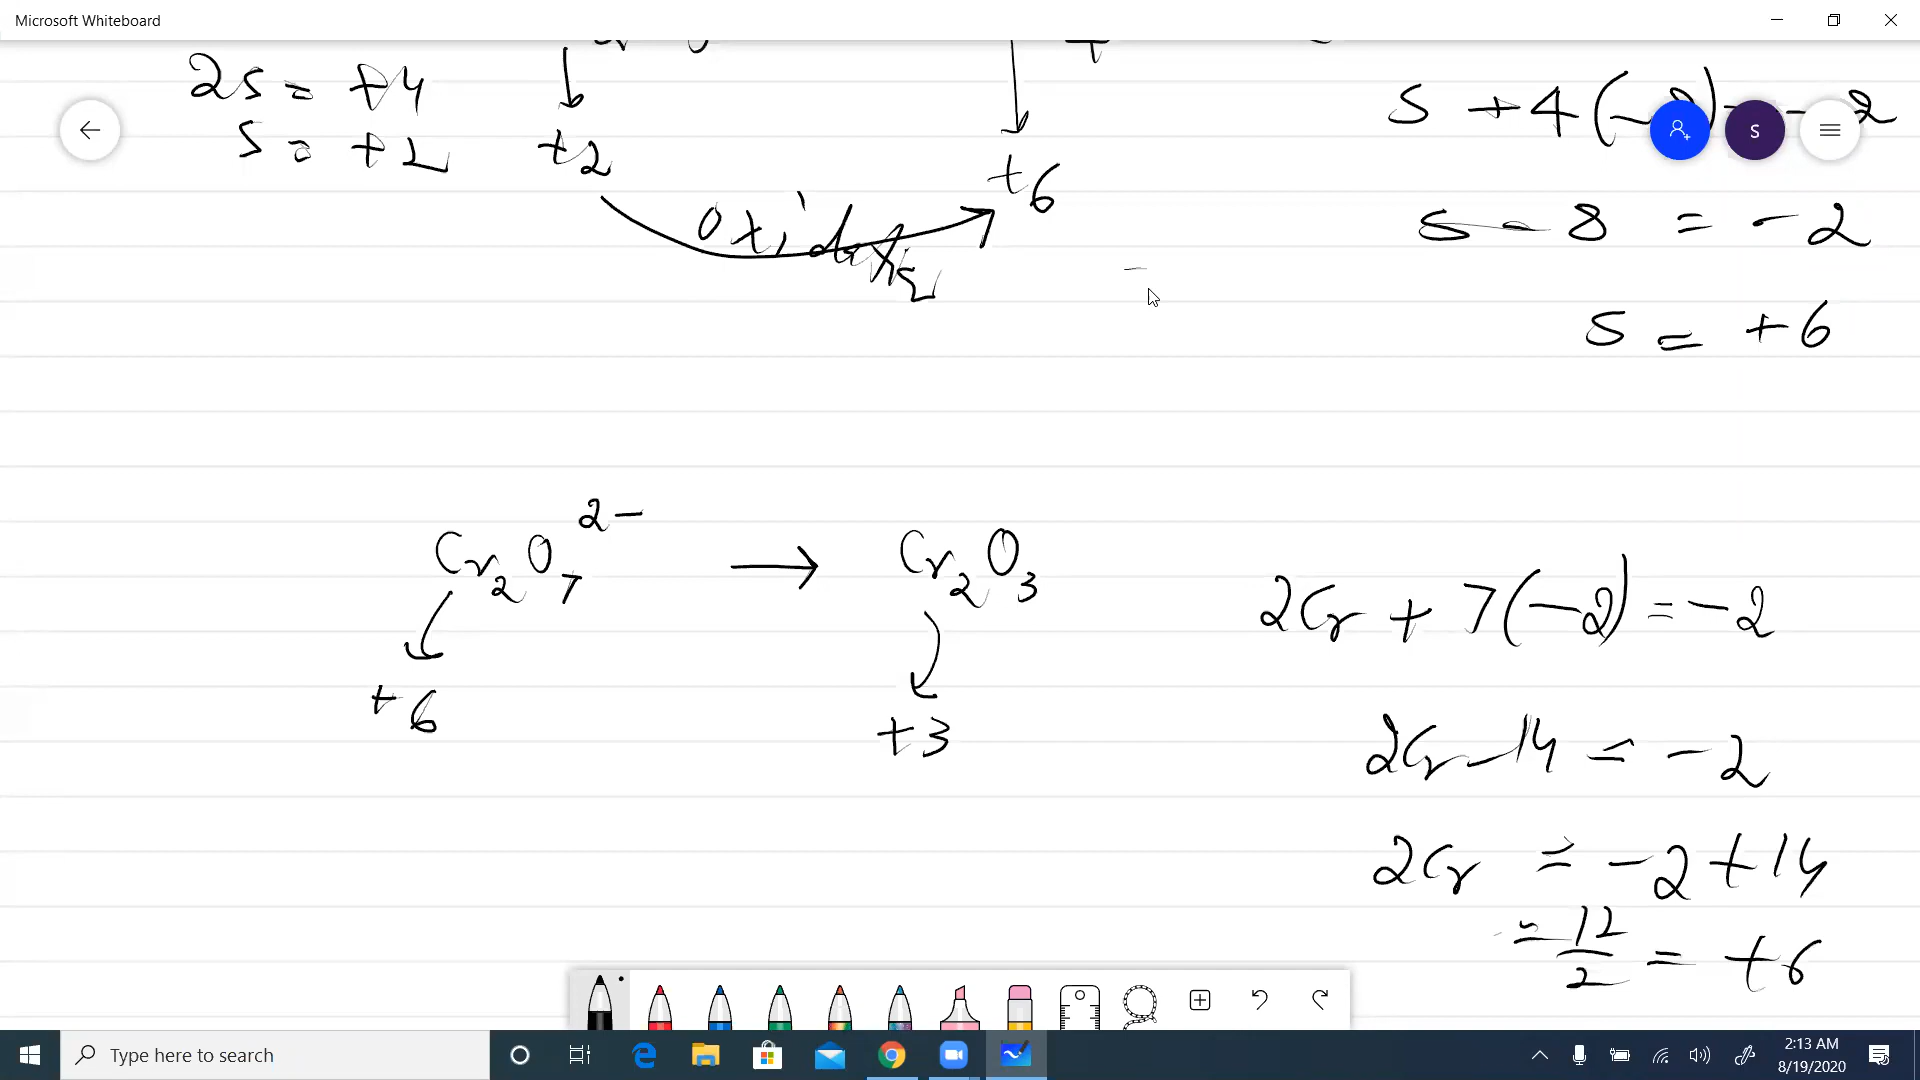 Microsoft Whiteboard
2S = +4
S = +2
+2
+6
S + 4 (-2) = -2
S
S - 8 = -2
S = +6
Cr2O7 2- → Cr2O3
+6
+3
2Cr + 7(-2) = -2
2Cr - 14 = -2
2Cr = -2 + 14
= 12/2 = +6
Type here to search
2:13 AM
8/19/2020